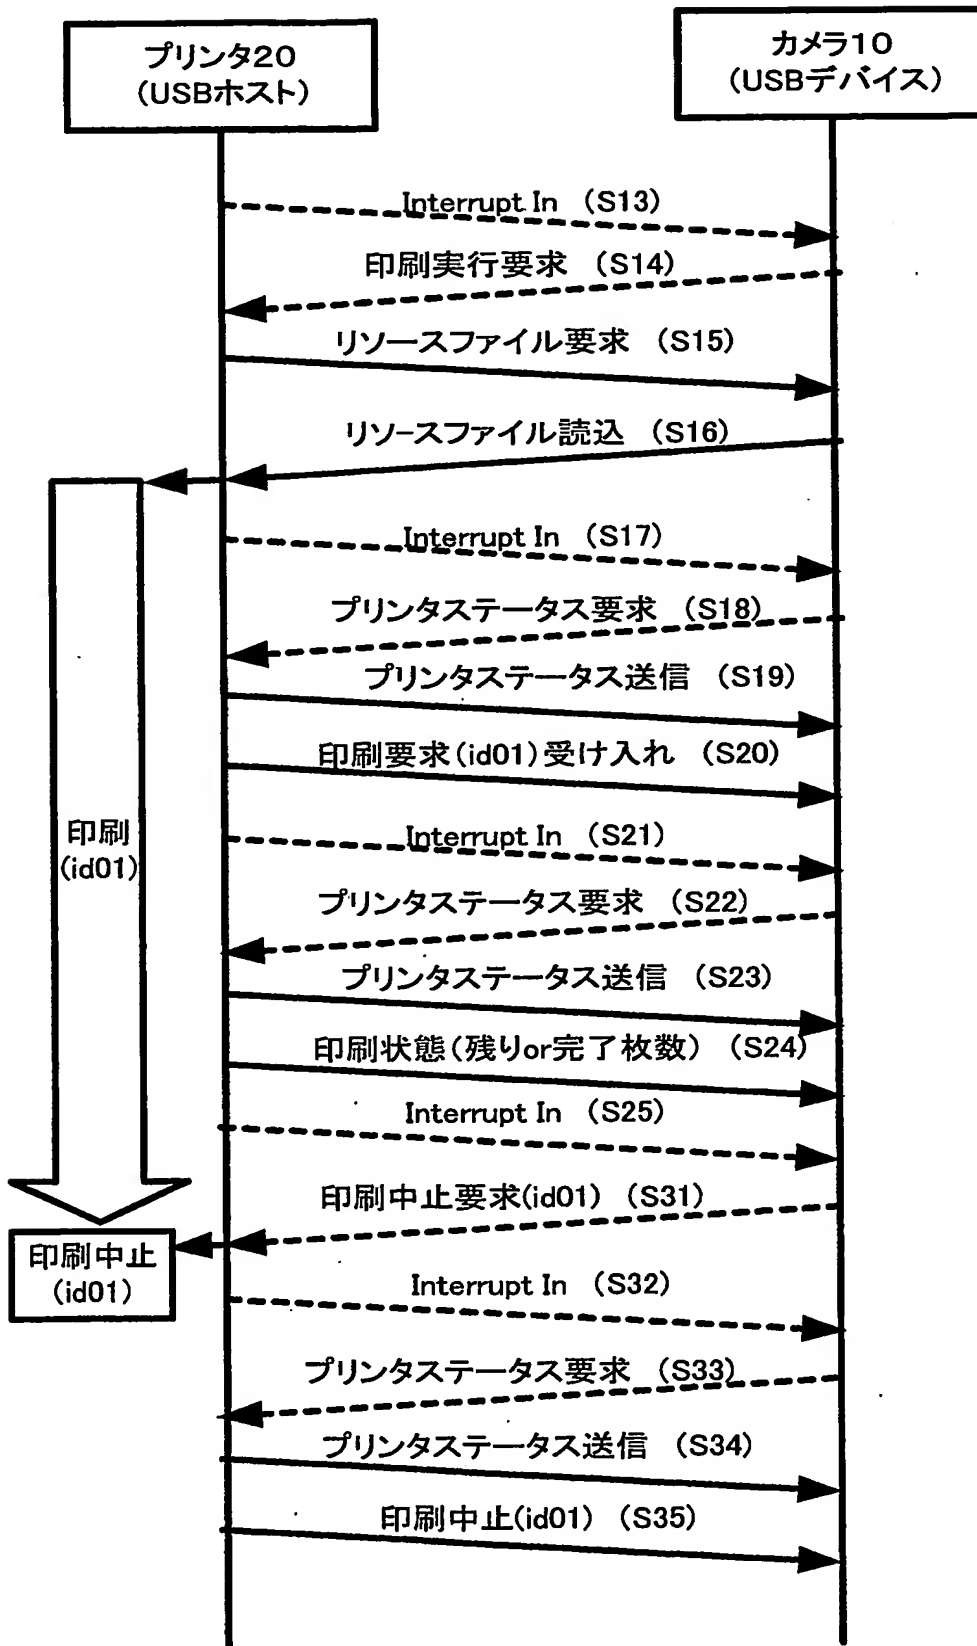 プリンタ20
(USBホスト)
カメラ10
(USBデバイス)
Interrupt In (S13)
印刷実行要求 (S14)
リソースファイル要求 (S15)
リソースファイル読込 (S16)
Interrupt In (S17)
プリンタステータス要求 (S18)
プリンタステータス送信 (S19)
印刷要求(id01)受け入れ (S20)
印刷
(id01)
Interrupt In (S21)
プリンタステータス要求 (S22)
プリンタステータス送信 (S23)
印刷状態(残りor完了枚数) (S24)
Interrupt In (S25)
印刷中止要求(id01) (S31)
印刷中止
(id01)
Interrupt In (S32)
プリンタステータス要求 (S33)
プリンタステータス送信 (S34)
印刷中止(id01) (S35)